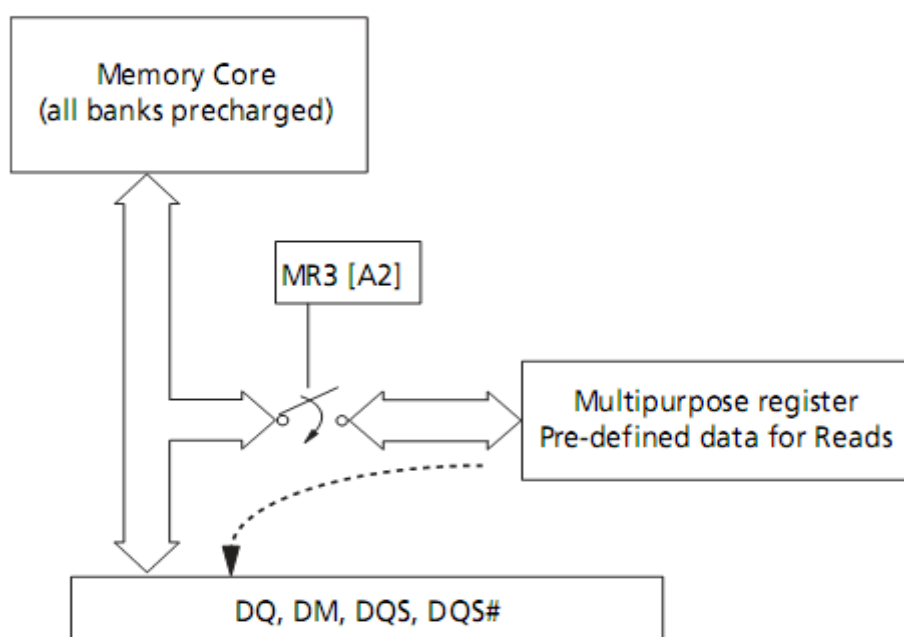 Memory Core
(all banks precharged)
MR3 [A2]
Multipurpose register
Pre-defined data for Reads
DQ, DM, DQS, DQS#